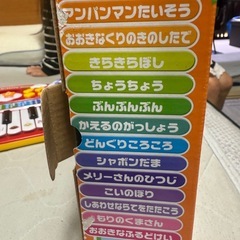 アンパンマンたいそう
おおきなくりのきのしたで
きらきらぼし
ちょうちょう
ぶんぶんぶん
かえるのがっしょう
どんぐりころころ
シャボンだま
メリーさんのひつじ
こいのぼり
しあわせならてをたたこう
もりのくまさん
おおきなふるどけい